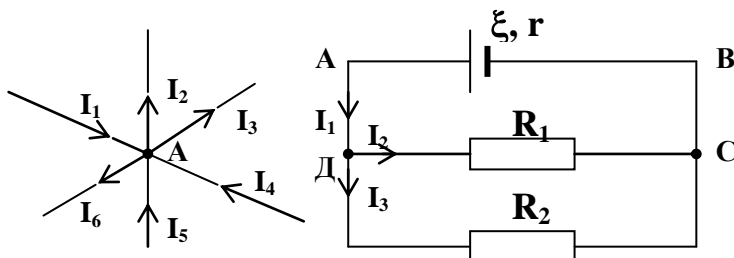 ξ, r
А
В
I₁
I₂
I₃
А
I₄
I₅
I₆
I₁
I₂
R₁
Д
С
I₃
R₂